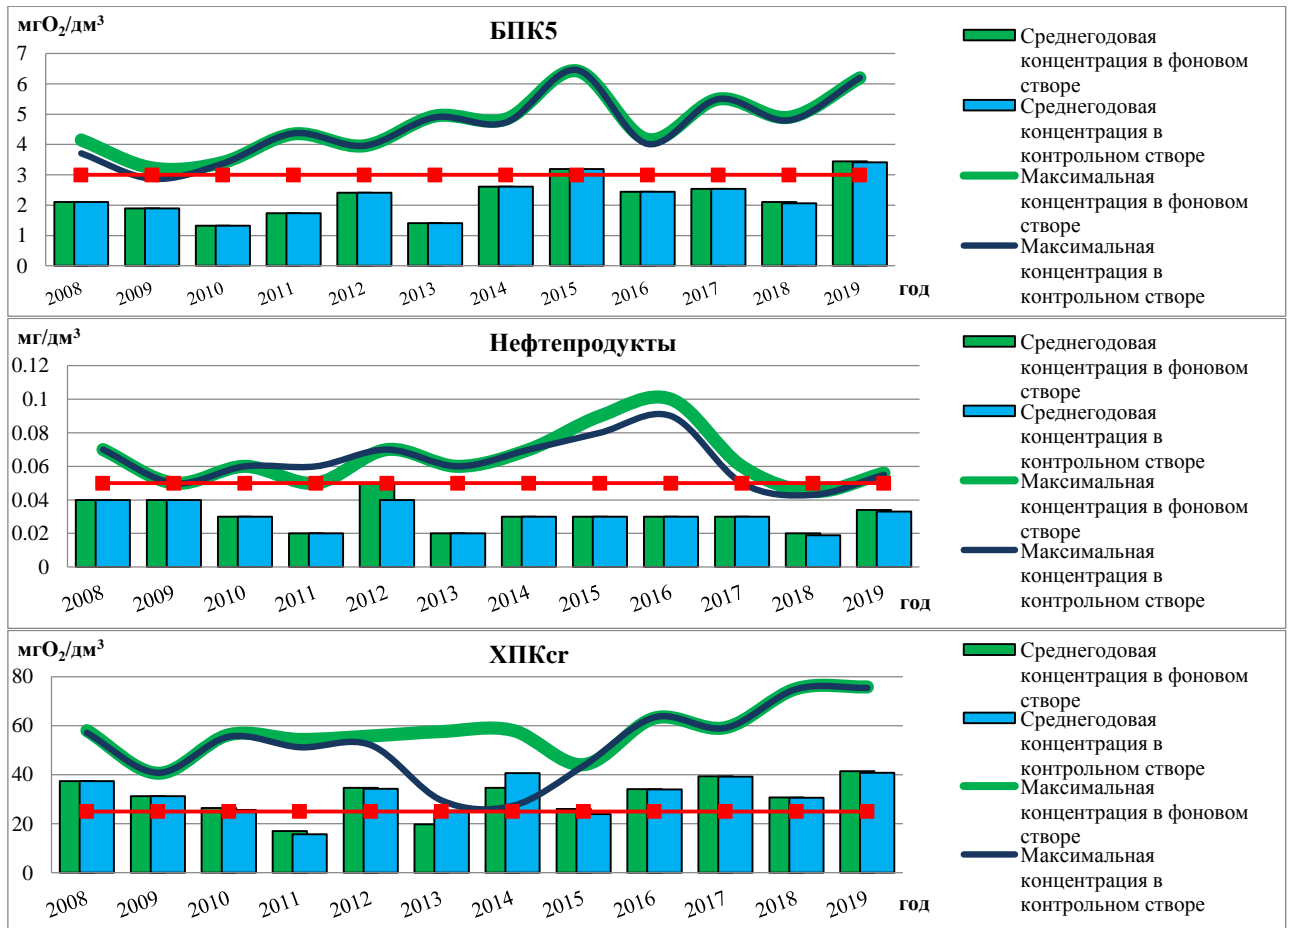 мгО₂/дм³
БПК5
7
6
5
4
3
2
1
0
2008 2009 2010 2011 2012 2013 2014 2015 2016 2017 2018 2019
год
Среднегодовая
концентрация в фоновом
створе
Среднегодовая
концентрация в
контрольном створе
Максимальная
концентрация в фоновом
створе
Максимальная
концентрация в
контрольном створе
мг/дм³
Нефтепродукты
0.12
0.1
0.08
0.06
0.04
0.02
0
2008 2009 2010 2011 2012 2013 2014 2015 2016 2017 2018 2019
год
Среднегодовая
концентрация в фоновом
створе
Среднегодовая
концентрация в
контрольном створе
Максимальная
концентрация в фоновом
створе
Максимальная
концентрация в
контрольном створе
мгО₂/дм³
ХПКcr
80
60
40
20
0
2008 2009 2010 2011 2012 2013 2014 2015 2016 2017 2018 2019
год
Среднегодовая
концентрация в фоновом
створе
Среднегодовая
концентрация в
контрольном створе
Максимальная
концентрация в фоновом
створе
Максимальная
концентрация в
контрольном створе